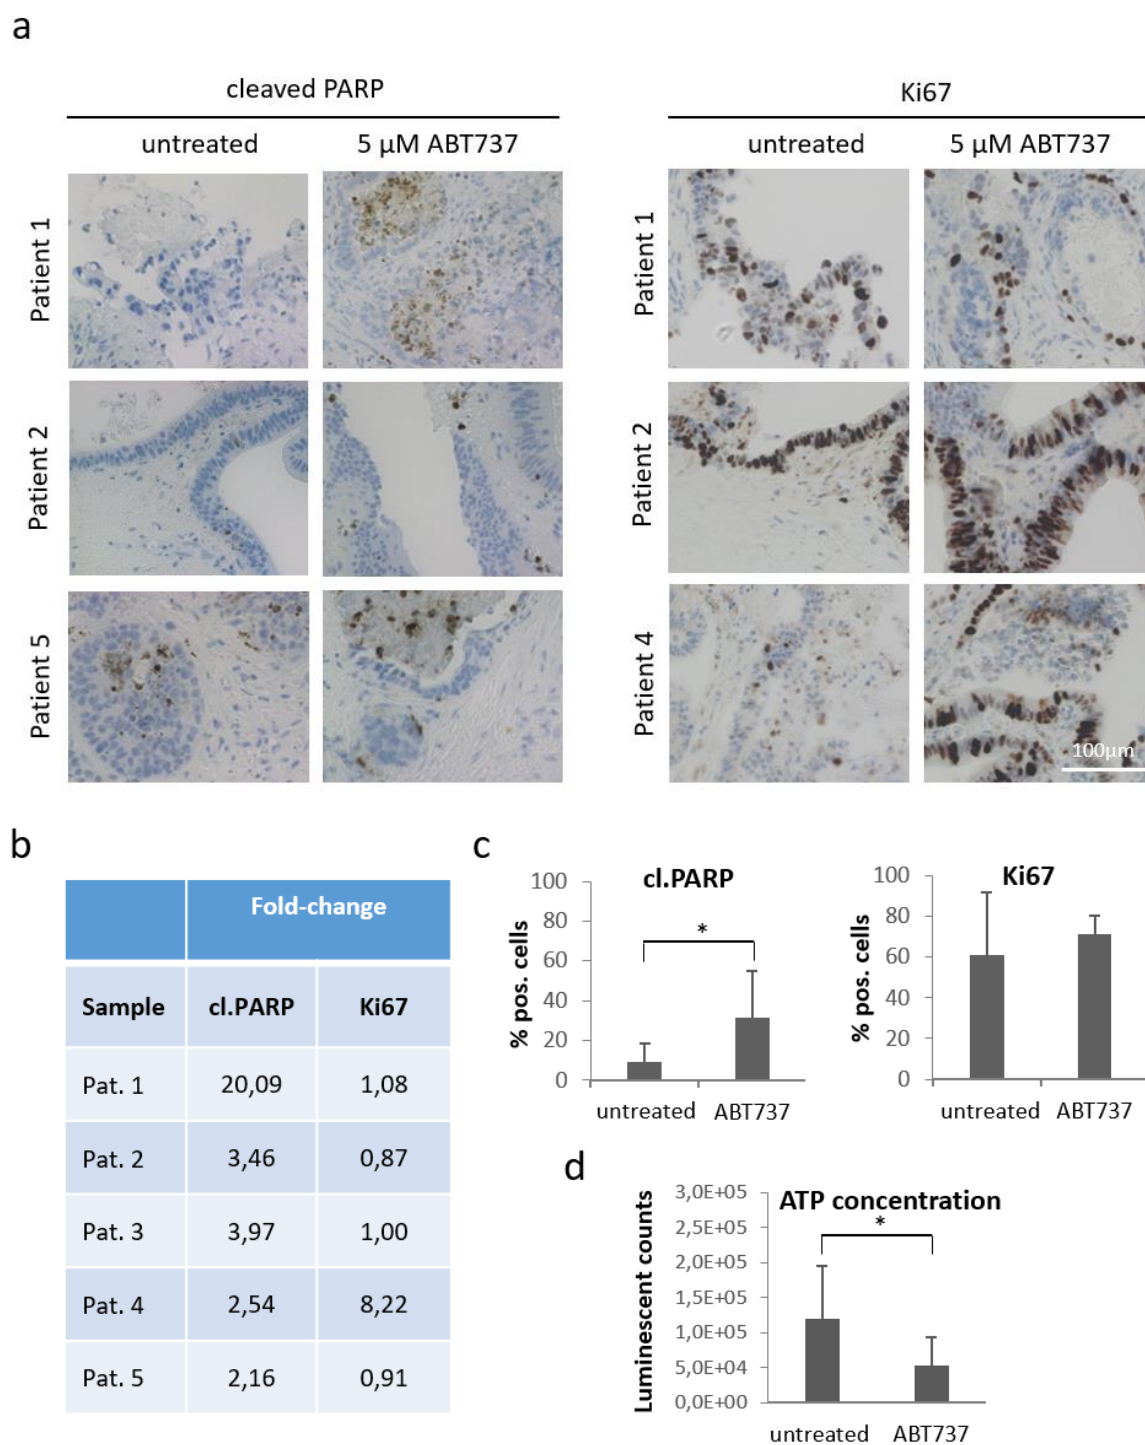 a
cleaved PARP
Ki67
untreated
5 µM ABT737
untreated
5 µM ABT737
Patient 1
Patient 1
Patient 2
Patient 2
Patient 5
Patient 4
100µm
b
Fold-change
Sample cl.PARP Ki67
Pat. 1 20,09 1,08
Pat. 2 3,46 0,87
Pat. 3 3,97 1,00
Pat. 4 2,54 8,22
Pat. 5 2,16 0,91
c
cl.PARP
% pos. cells
100
80
60
40
20
0
*
untreated ABT737
Ki67
% pos. cells
100
80
60
40
20
0
untreated ABT737
d
ATP concentration
Luminescent counts
3,0E+05
2,5E+05
2,0E+05
1,5E+05
1,0E+05
5,0E+04
0,0E+00
*
untreated ABT737